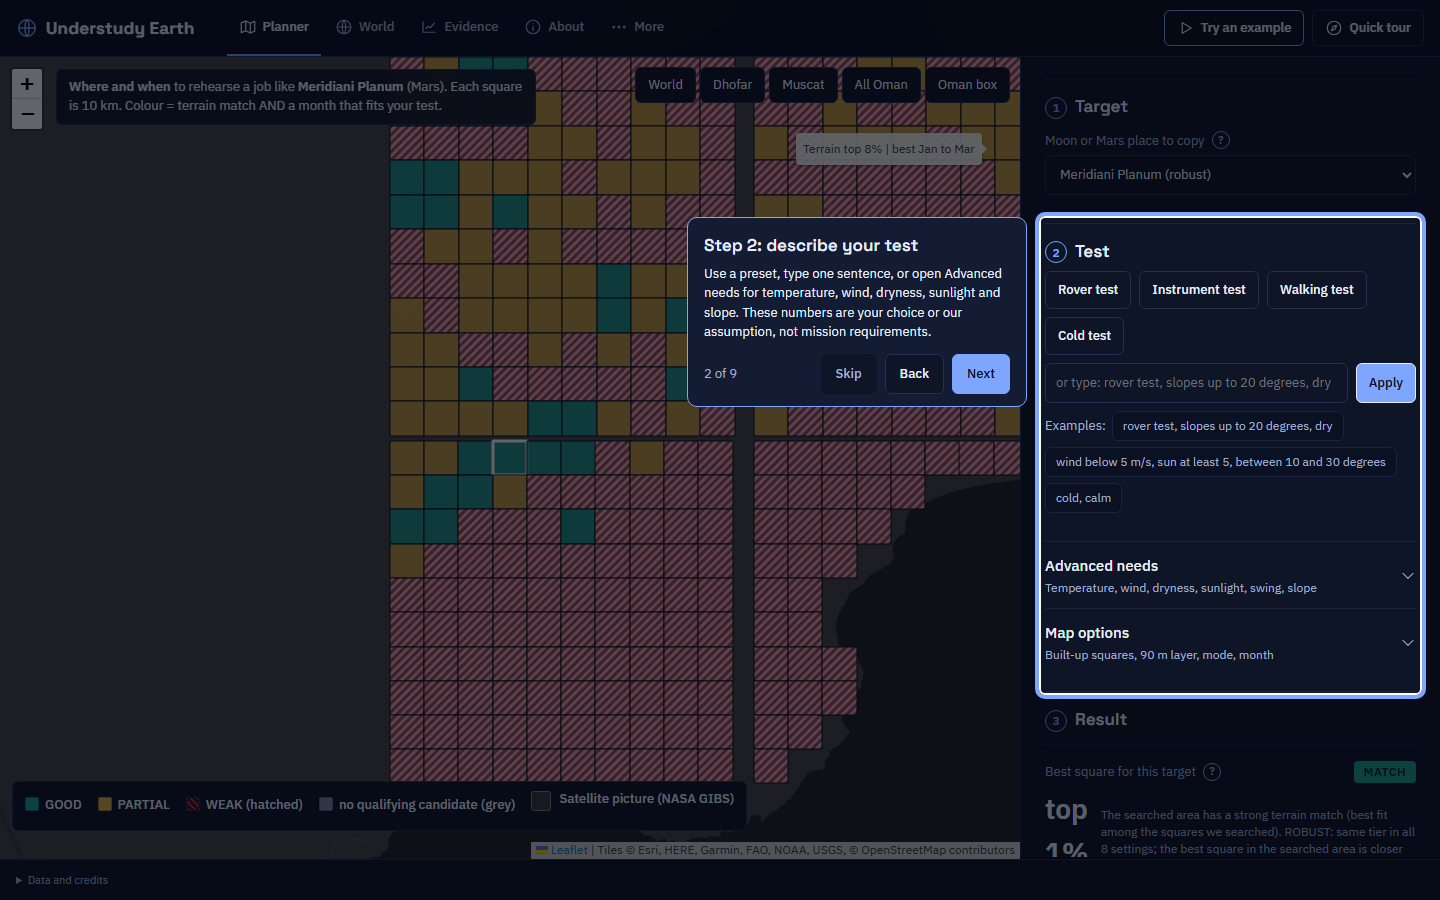 Understudy Earth
Planner
World
Evidence
About
More
Try an example
Quick tour
+
−
Where and when to rehearse a job like Meridiani Planum (Mars). Each square
is 10 km. Colour = terrain match AND a month that fits your test.
World
Dhofar
Muscat
All Oman
Oman box
Terrain top 8% | best Jan to Mar
Step 2: describe your test
Use a preset, type one sentence, or open Advanced
needs for temperature, wind, dryness, sunlight and
slope. These numbers are your choice or our
assumption, not mission requirements.
2 of 9
Skip
Back
Next
1 Target
Moon or Mars place to copy ?
Meridiani Planum (robust)
2 Test
Rover test
Instrument test
Walking test
Cold test
or type: rover test, slopes up to 20 degrees, dry
Apply
Examples:
rover test, slopes up to 20 degrees, dry
wind below 5 m/s, sun at least 5, between 10 and 30 degrees
cold, calm
Advanced needs
Temperature, wind, dryness, sunlight, swing, slope
Map options
Built-up squares, 90 m layer, mode, month
3 Result
Best square for this target ?
MATCH
top
1%
The searched area has a strong terrain match (best fit
among the squares we searched). ROBUST: same tier in all
8 settings; the best square in the searched area is closer
GOOD
PARTIAL
WEAK (hatched)
no qualifying candidate (grey)
Satellite picture (NASA GIBS)
Leaflet | Tiles © Esri, HERE, Garmin, FAO, NOAA, USGS, © OpenStreetMap contributors
Data and credits